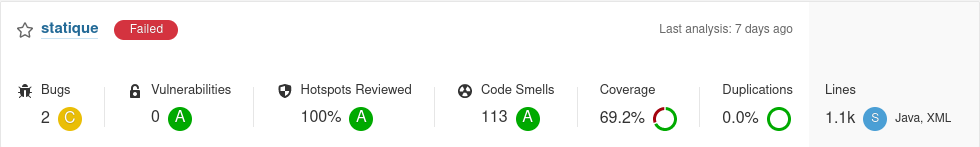 statique Failed Last analysis: 7 days ago
Bugs Vulnerabilities Hotspots Reviewed Code Smells Coverage Duplications Lines
2 C 0 A 100% A 113 A 69.2% 0.0% 1.1k S Java, XML